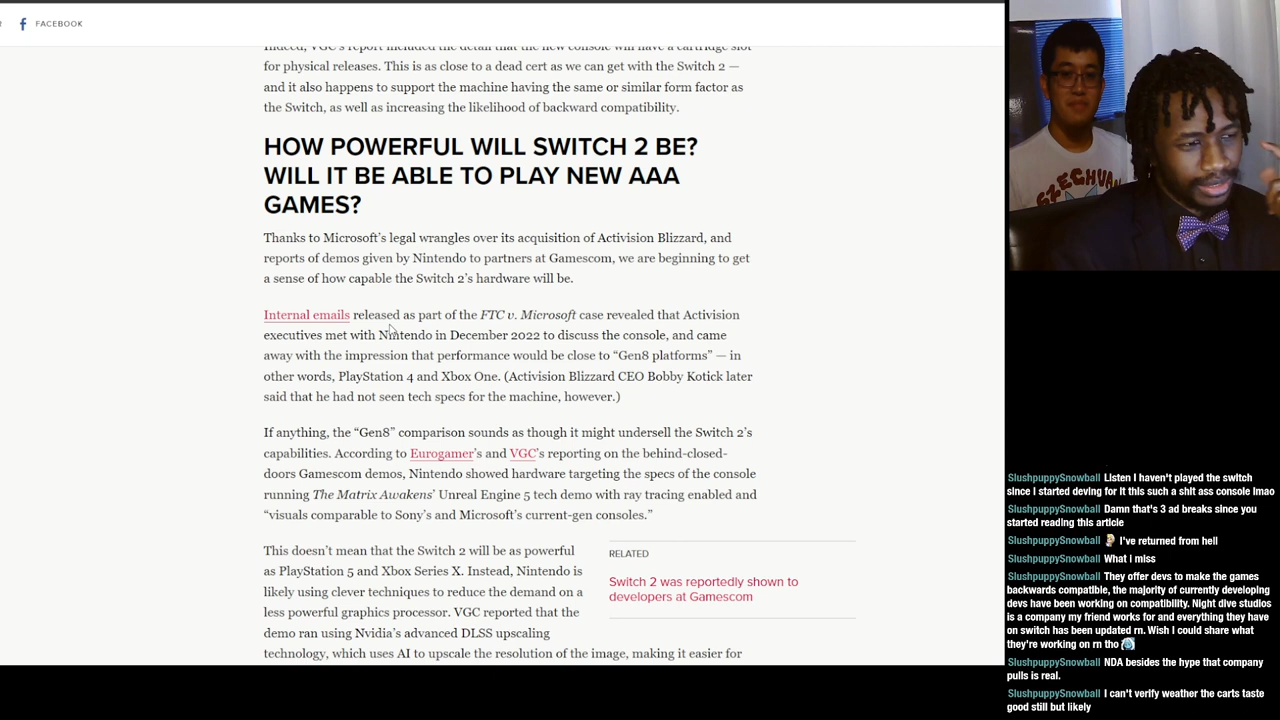 FACEBOOK
Indeed, VGC's report included the detail that the new console will have a cartridge slot
for physical releases. This is as close to a dead cert as we can get with the Switch 2 —
and it also happens to support the machine having the same or similar form factor as
the Switch, as well as increasing the likelihood of backward compatibility.
HOW POWERFUL WILL SWITCH 2 BE?
WILL IT BE ABLE TO PLAY NEW AAA
GAMES?
Thanks to Microsoft's legal wrangles over its acquisition of Activision Blizzard, and
reports of demos given by Nintendo to partners at Gamescom, we are beginning to get
a sense of how capable the Switch 2's hardware will be.
Internal emails released as part of the FTC v. Microsoft case revealed that Activision
executives met with Nintendo in December 2022 to discuss the console, and came
away with the impression that performance would be close to “Gen8 platforms” — in
other words, PlayStation 4 and Xbox One. (Activision Blizzard CEO Bobby Kotick later
said that he had not seen tech specs for the machine, however.)
If anything, the “Gen8” comparison sounds as though it might undersell the Switch 2's
capabilities. According to Eurogamer's and VGC's reporting on the behind-closed-
doors Gamescom demos, Nintendo showed hardware targeting the specs of the console
running The Matrix Awakens' Unreal Engine 5 tech demo with ray tracing enabled and
“visuals comparable to Sony's and Microsoft's current-gen consoles.”
This doesn't mean that the Switch 2 will be as powerful
as PlayStation 5 and Xbox Series X. Instead, Nintendo is
likely using clever techniques to reduce the demand on a
less powerful graphics processor. VGC reported that the
demo ran using Nvidia's advanced DLSS upscaling
technology, which uses AI to upscale the resolution of the image, making it easier for
RELATED
Switch 2 was reportedly shown to
developers at Gamescom
SZECHUAN
SlushpuppySnowball Listen I haven't played the switch
since I started deving for it this such a shit ass console lmao
SlushpuppySnowball Damn that's 3 ad breaks since you
started reading this article
SlushpuppySnowball I've returned from hell
SlushpuppySnowball What i miss
SlushpuppySnowball They offer devs to make the games
backwards compatible, the majority of currently developing
devs have been working on compatibility. Night dive studios
is a company my friend works for and everything they have
on switch has been updated rn. Wish I could share what
they're working on rn tho
SlushpuppySnowball NDA besides the hype that company
pulls is real.
SlushpuppySnowball I can't verify weather the carts taste
good still but likely